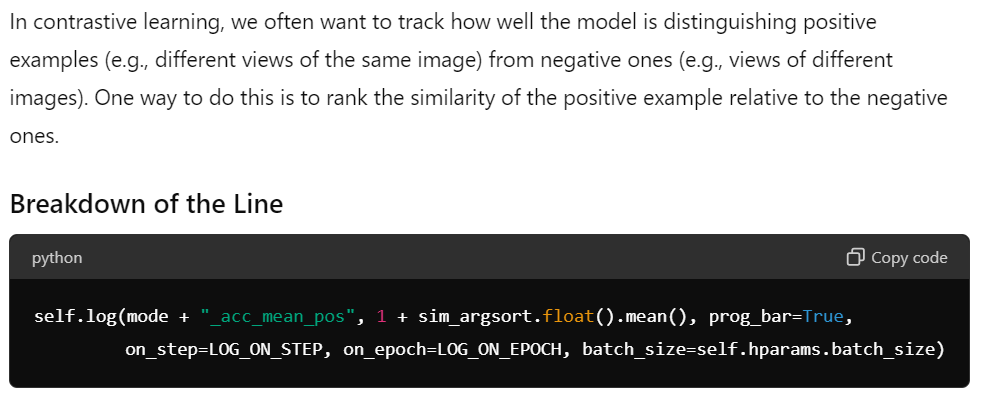 In contrastive learning, we often want to track how well the model is distinguishing positive
examples (e.g., different views of the same image) from negative ones (e.g., views of different
images). One way to do this is to rank the similarity of the positive example relative to the negative
ones.
Breakdown of the Line
python
Copy code
self.log(mode + "_acc_mean_pos", 1 + sim_argsort.float().mean(), prog_bar=True,
on_step=LOG_ON_STEP, on_epoch=LOG_ON_EPOCH, batch_size=self.hparams.batch_size)